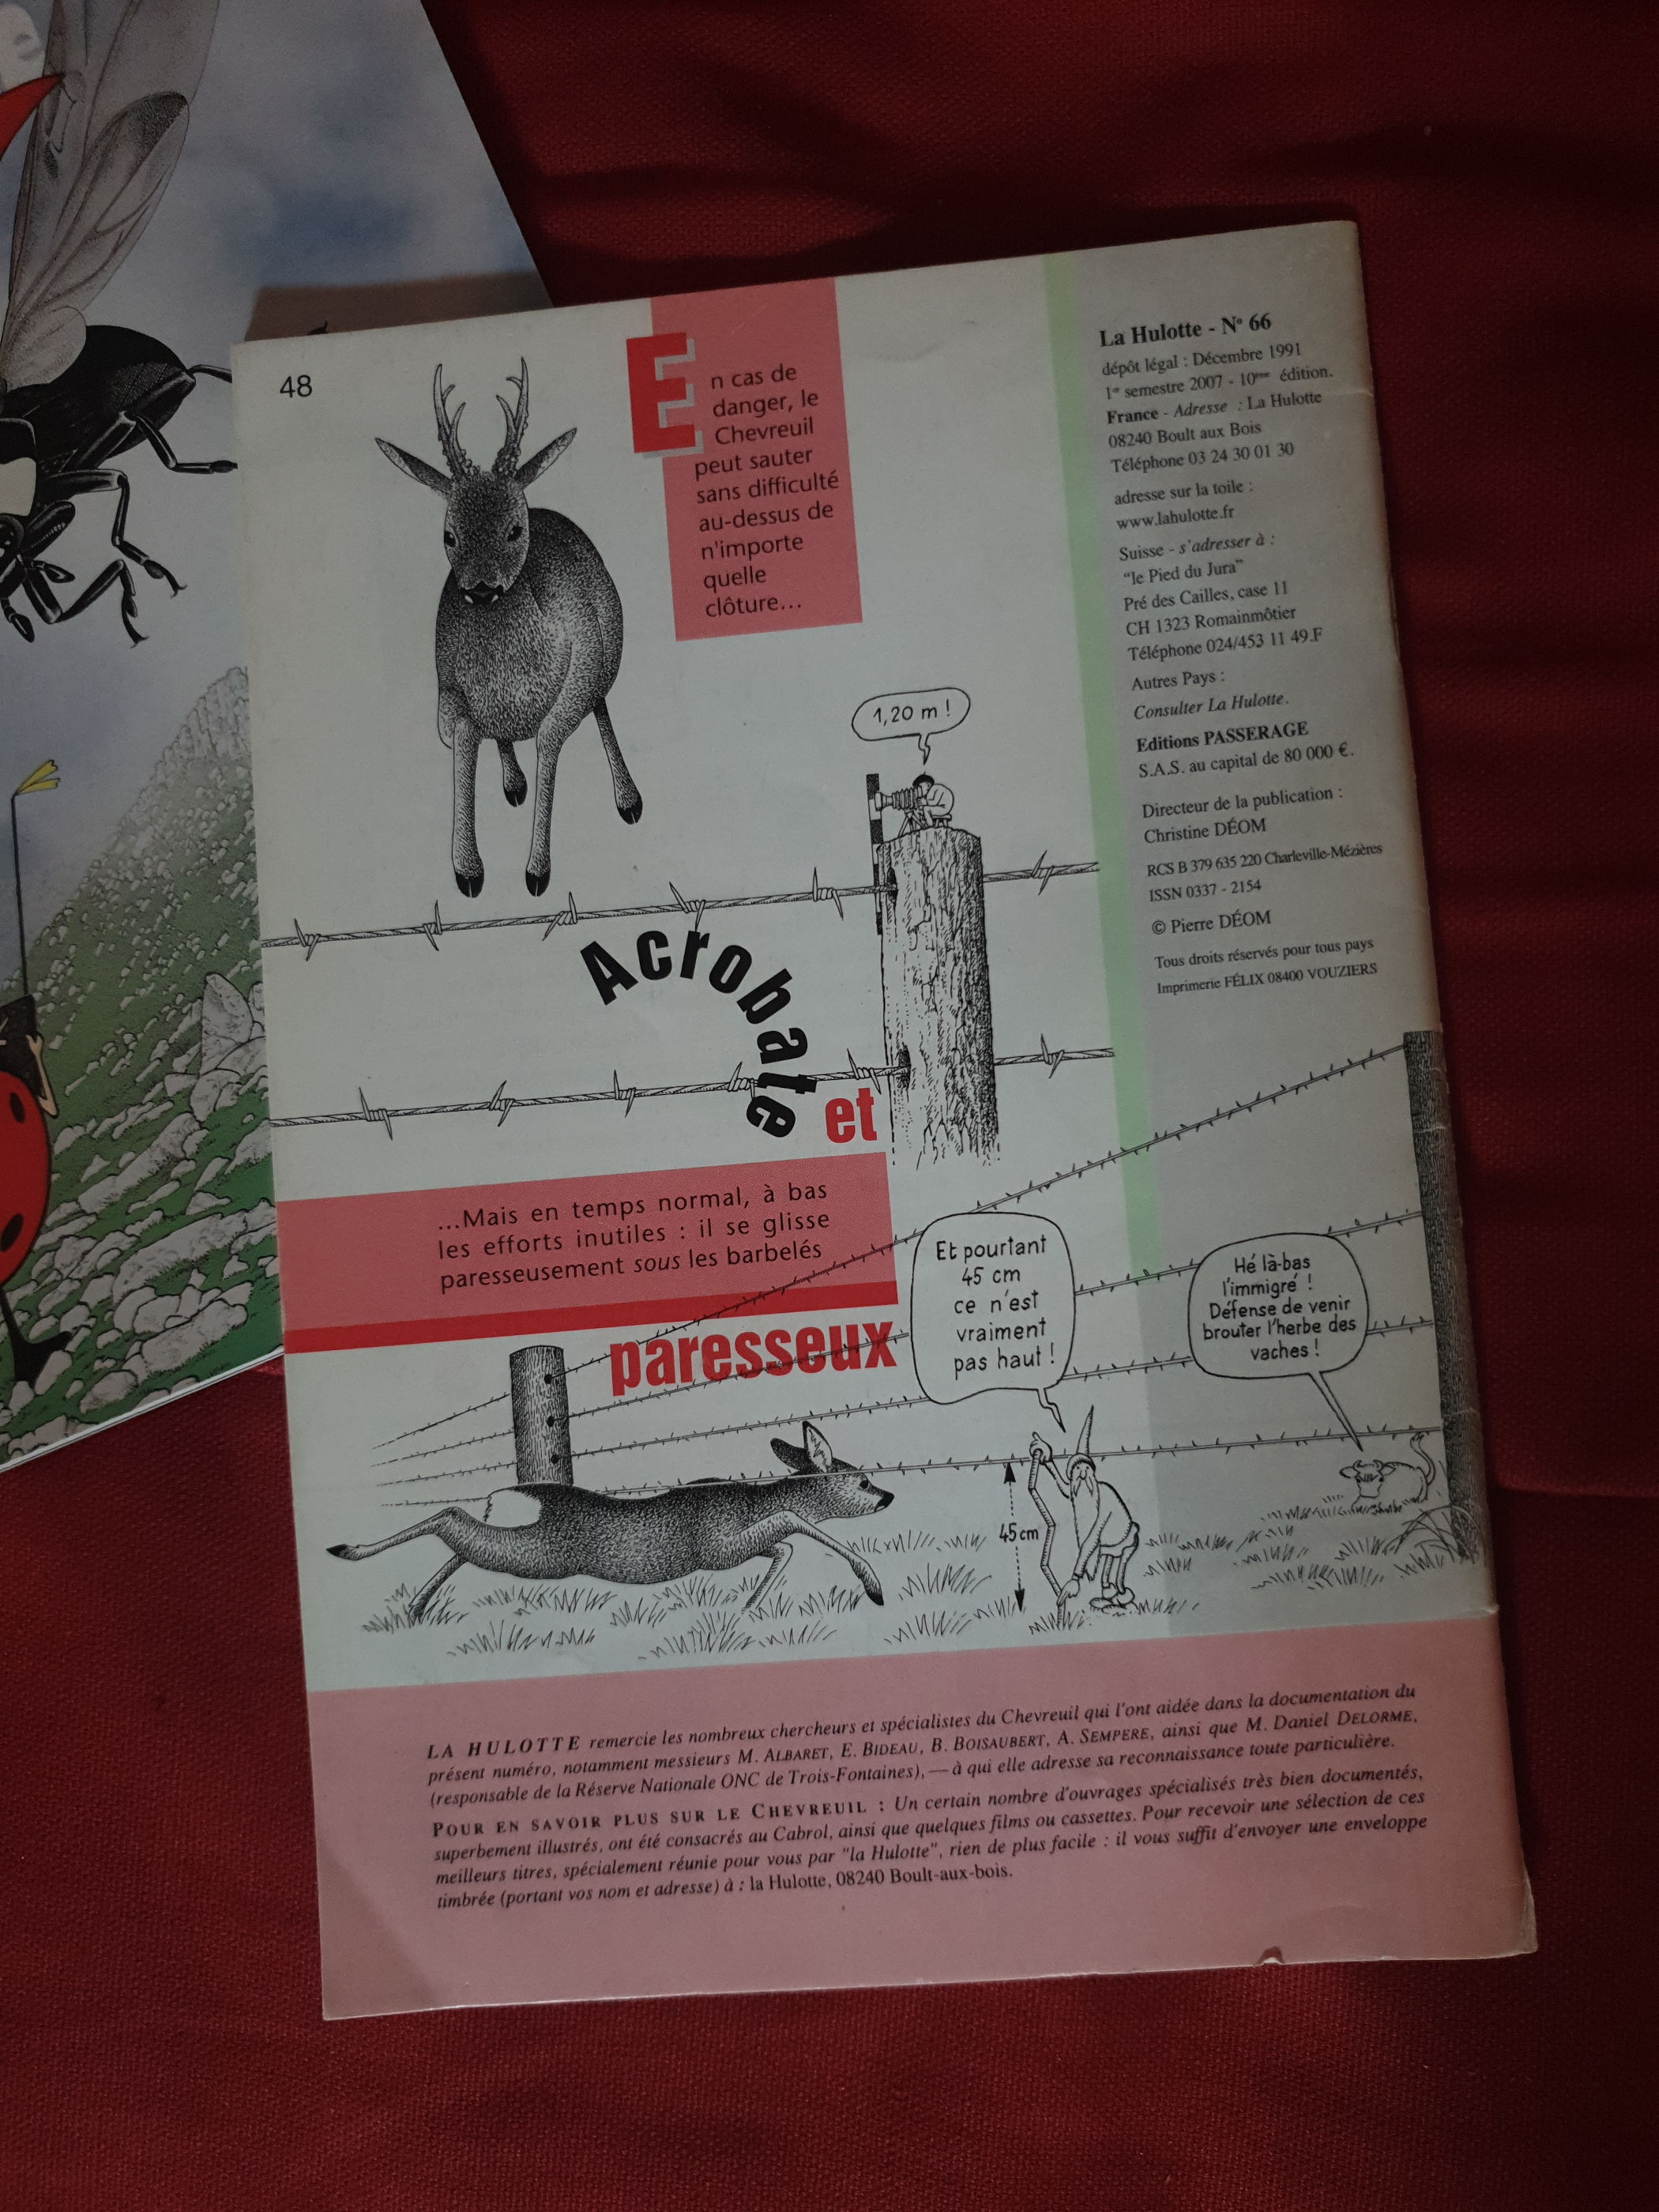 48
En cas de
danger, le
Chevreuil
peut sauter
sans difficulté
au-dessus de
n'importe
quelle
clôture...
1,20 m !
Acrobate
et
...Mais en temps normal, à bas
les efforts inutiles : il se glisse
paresseusement sous les barbelés
paresseux
Et pourtant
45 cm
ce n'est
vraiment
pas haut !
Hé là-bas
l'immigré !
Défense de venir
brouter l'herbe des
vaches !
45 cm
La Hulotte - N° 66
dépôt légal : Décembre 1991
1er semestre 2007 - 10ème édition.
France - Adresse : La Hulotte
08240 Boult aux Bois
Téléphone 03 24 30 01 30
adresse sur la toile :
www.lahulotte.fr
Suisse - s'adresser à :
"le Pied du Jura"
Pré des Cailles, case 11
CH 1323 Romainmôtier
Téléphone 024/453 11 49.F
Autres Pays :
Consulter La Hulotte.
Editions PASSERAGE
S.A.S. au capital de 80 000 €.
Directeur de la publication :
Christine DÉOM
RCS B 379 635 220 Charleville-Mézières
ISSN 0337 - 2154
© Pierre DÉOM
Tous droits réservés pour tous pays
Imprimerie FÉLIX 08400 VOUZIERS
LA HULOTTE remercie les nombreux chercheurs et spécialistes du Chevreuil qui l'ont aidée dans la documentation du
présent numéro, notamment messieurs M. ALBARET, E. BIDEAU, B. BOISAUBERT, A. SEMPERE, ainsi que M. Daniel DELORME,
(responsable de la Réserve Nationale ONC de Trois-Fontaines), — à qui elle adresse sa reconnaissance toute particulière.
POUR EN SAVOIR PLUS SUR LE CHEVREUIL : Un certain nombre d'ouvrages spécialisés très bien documentés,
superbement illustrés, ont été consacrés au Cabrol, ainsi que quelques films ou cassettes. Pour recevoir une sélection de ces
meilleurs titres, spécialement réunie pour vous par "la Hulotte", rien de plus facile : il vous suffit d'envoyer une enveloppe
timbrée (portant vos nom et adresse) à : la Hulotte, 08240 Boult-aux-bois.